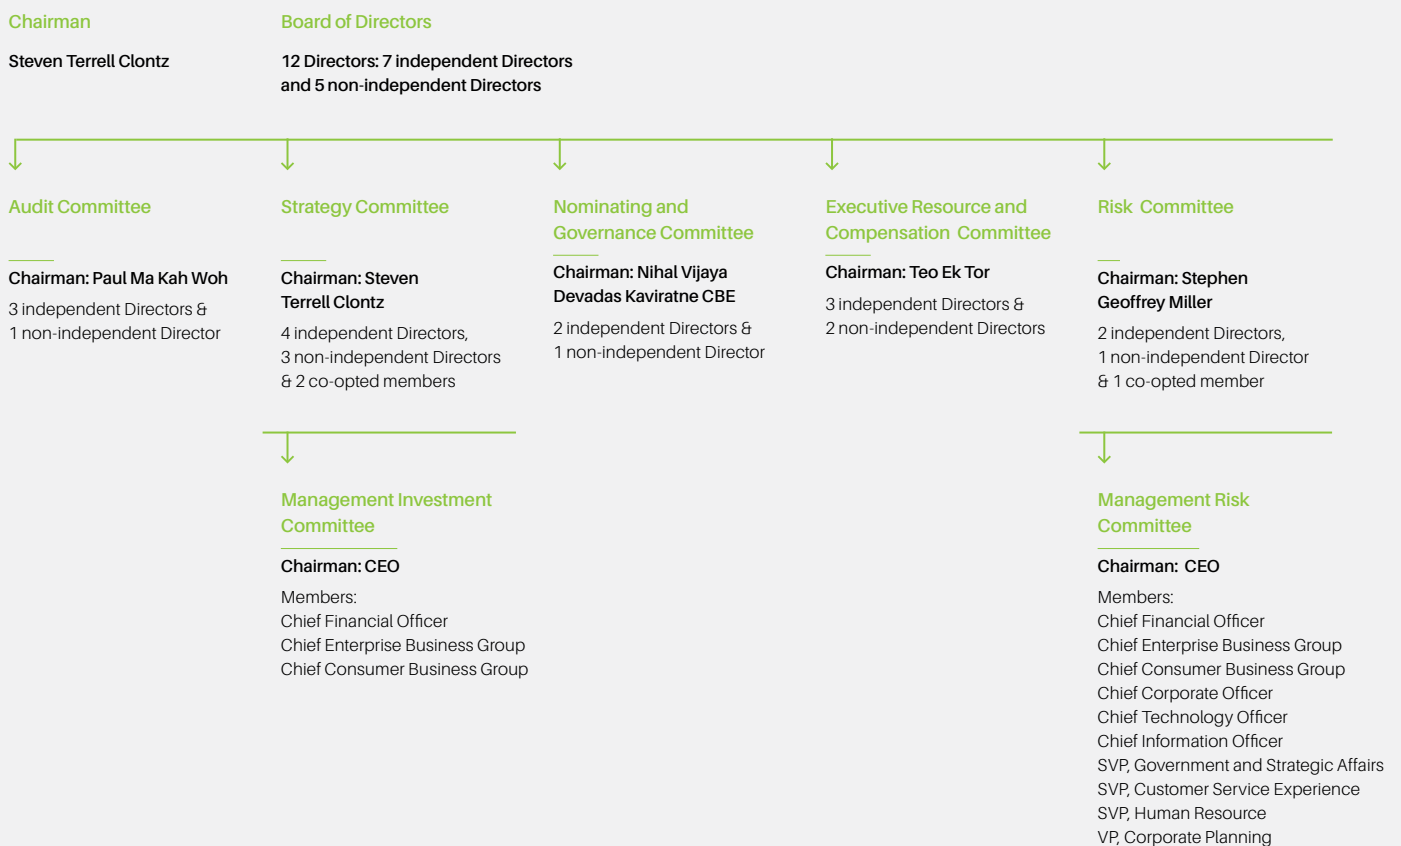 Chairman
Steven Terrell Clontz
Board of Directors
12 Directors: 7 independent Directors
and 5 non-independent Directors
Audit Committee
Chairman: Paul Ma Kah Woh
3 independent Directors &
1 non-independent Director
Strategy Committee
Chairman: Steven
Terrell Clontz
4 independent Directors,
3 non-independent Directors
& 2 co-opted members
Nominating and
Governance Committee
Chairman: Nihal Vijaya
Devadas Kaviratne CBE
2 independent Directors &
1 non-independent Director
Executive Resource and
Compensation Committee
Chairman: Teo Ek Tor
3 independent Directors &
2 non-independent Directors
Risk Committee
Chairman: Stephen
Geoffrey Miller
2 independent Directors,
1 non-independent Director
& 1 co-opted member
Management Investment
Committee
Chairman: CEO
Members:
Chief Financial Officer
Chief Enterprise Business Group
Chief Consumer Business Group
Management Risk
Committee
Chairman: CEO
Members:
Chief Financial Officer
Chief Enterprise Business Group
Chief Consumer Business Group
Chief Corporate Officer
Chief Technology Officer
Chief Information Officer
SVP, Government and Strategic Affairs
SVP, Customer Service Experience
SVP, Human Resource
VP, Corporate Planning